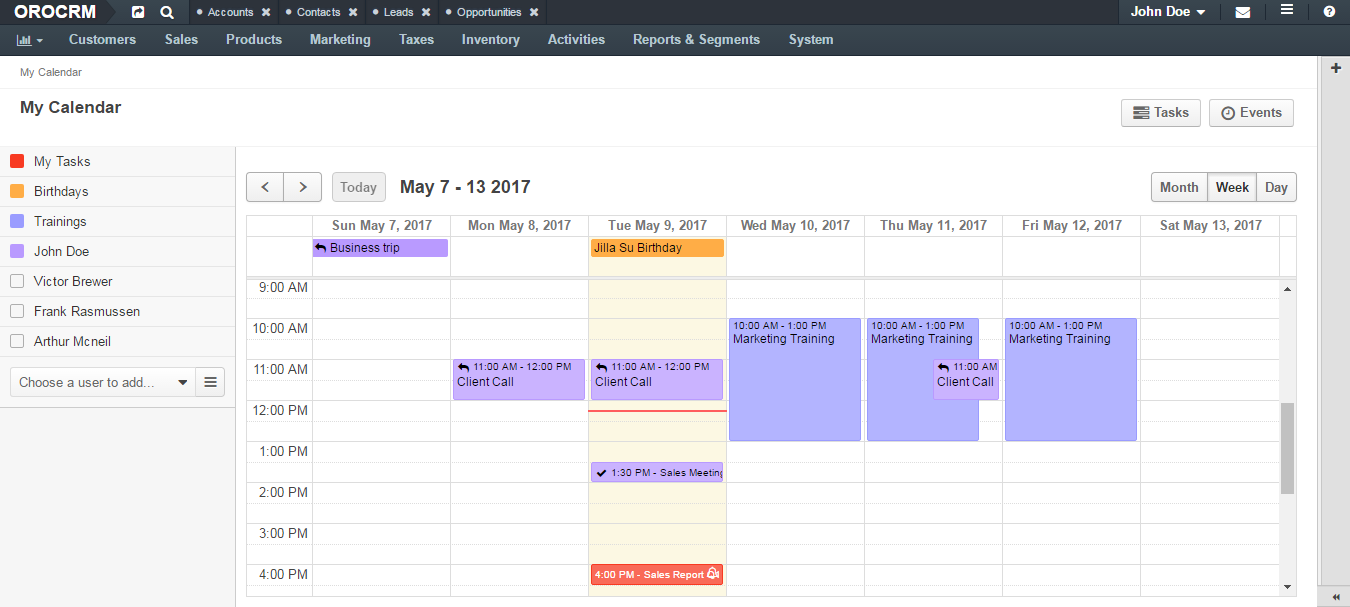 OROCRM Accounts Contacts Leads Opportunities John Doe
Customers Sales Products Marketing Taxes Inventory Activities Reports & Segments System
My Calendar
My Calendar
Tasks Events
My Tasks
Birthdays
Trainings
John Doe
Victor Brewer
Frank Rasmussen
Arthur Mcneil
Choose a user to add...
Today May 7 - 13 2017 Month Week Day
Sun May 7, 2017 Mon May 8, 2017 Tue May 9, 2017 Wed May 10, 2017 Thu May 11, 2017 Fri May 12, 2017 Sat May 13, 2017
Business trip Jilla Su Birthday
9:00 AM
10:00 AM
10:00 AM - 1:00 PM 10:00 AM - 1:00 PM 10:00 AM - 1:00 PM
Marketing Training Marketing Training Marketing Training
11:00 AM
11:00 AM - 12:00 PM 11:00 AM - 12:00 PM 11:00 AM
Client Call Client Call Client Call
12:00 PM
1:00 PM
1:30 PM - Sales Meeting
2:00 PM
3:00 PM
4:00 PM
4:00 PM - Sales Report